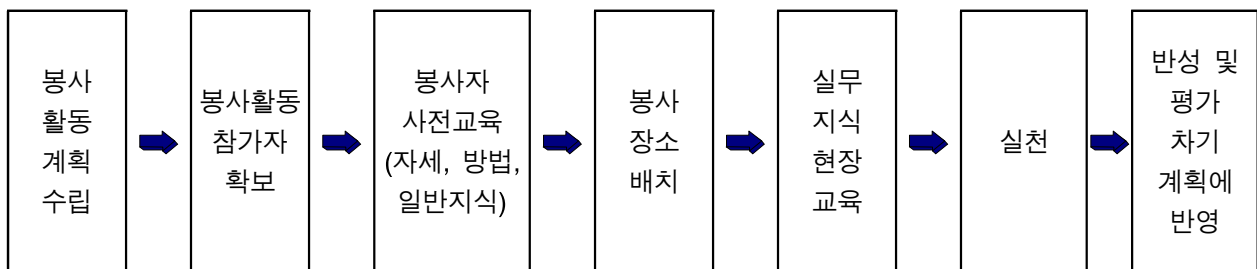 봉사
활동
계획
수립
봉사활동
참가자
확보
봉사자
사전교육
(자세, 방법,
일반지식)
봉사
장소
배치
실무
지식
현장
교육
실천
반성 및
평가
차기
계획에
반영